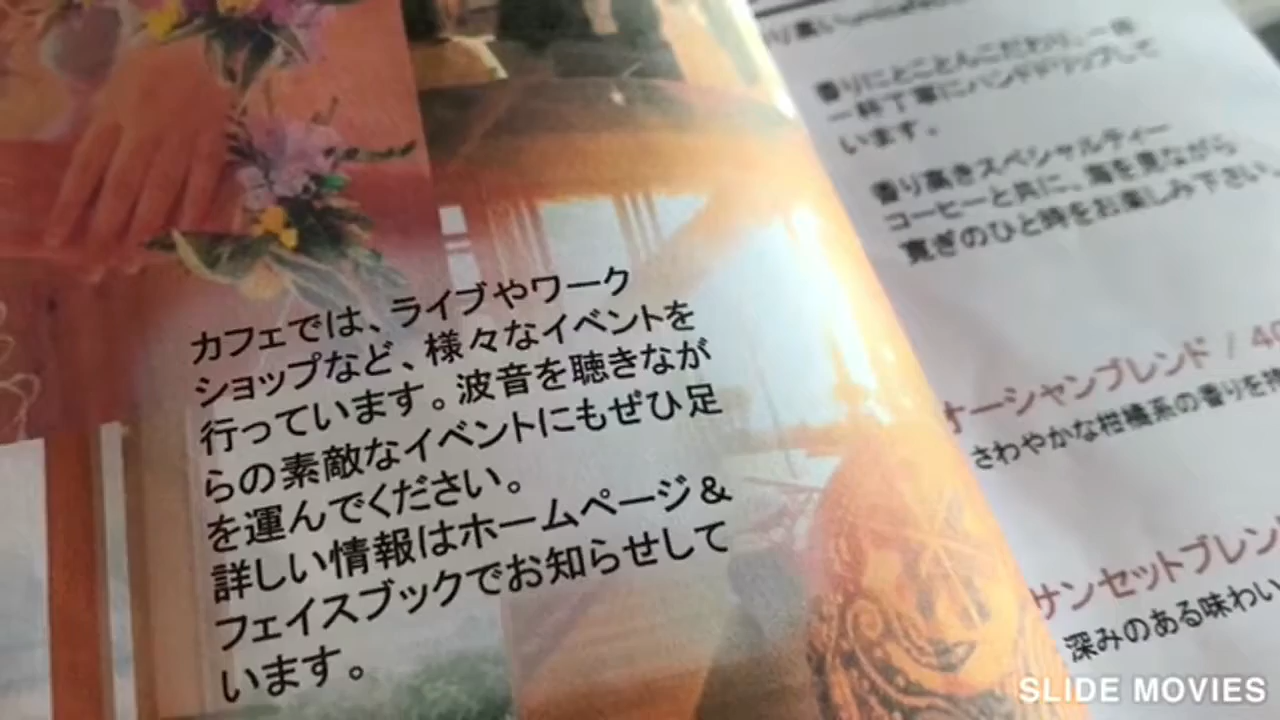 カフェでは、ライブやワーク
ショップなど、様々なイベントを
行っています。波音を聴きなが
らの素敵なイベントにもぜひ足
を運んでください。
詳しい情報はホームページ&
フェイスブックでお知らせして
います。
香りにとことんこだわり、一杯
一杯丁寧にハンドドリップして
います。
香り高きスペシャルティー
コーヒーと共に、海を見ながら
寛ぎのひと時をお楽しみ下さい。
オーシャンブレンド / 40
さわやかな柑橘系の香りを
サンセットブレン
深みのある味わい
SLIDE MOVIES